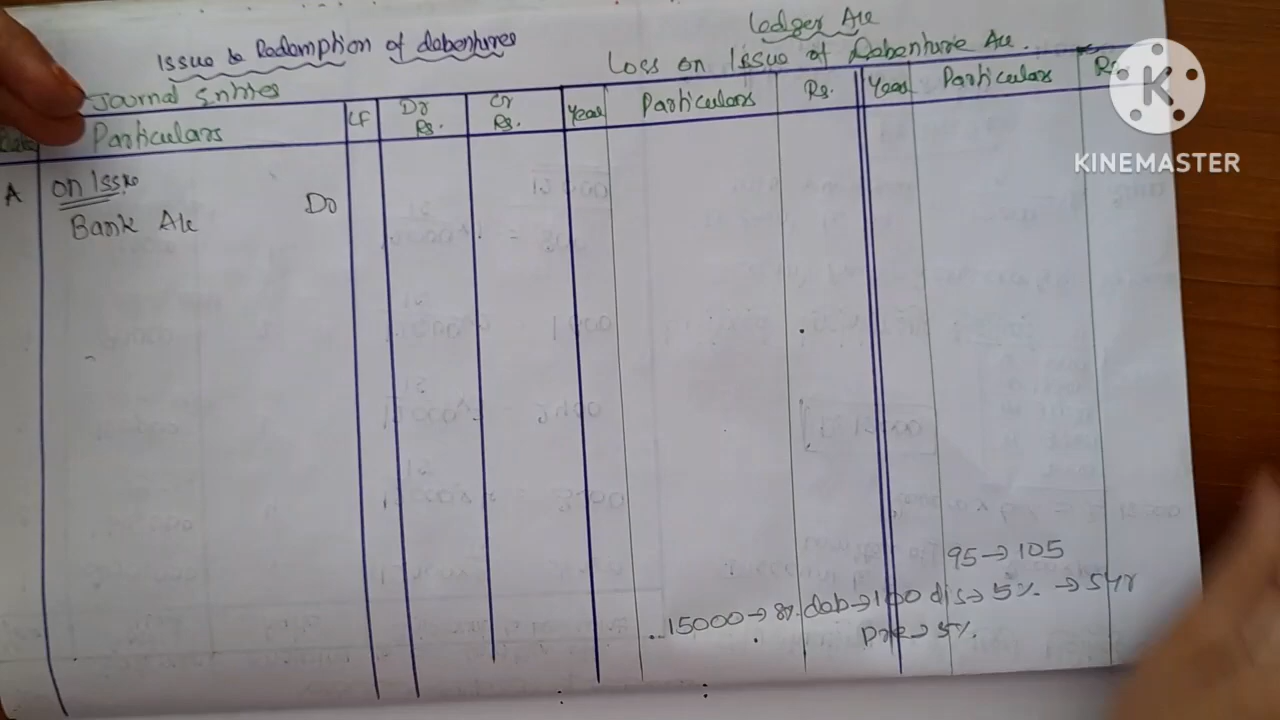 Issue & Redemption of debentures
Ledger A/c
Loss on Issue of Debenture A/c.
Journal Entries
Particulars LF Dr Rs. Cr Rs. Year Particulars Rs. Year Particulars
A on Issue
Bank A/c Dr
95 → 105
15000 → 8% deb → 100 dis → 5% → 5yr
pre → 5%
KINEMASTER